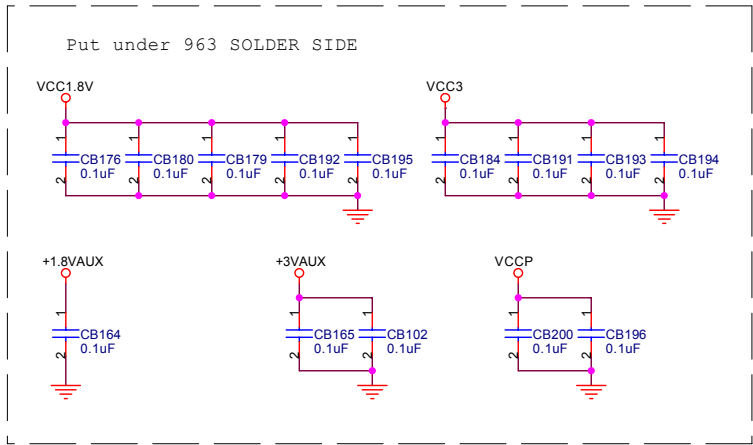 Put under 963 SOLDER SIDE
VCC1.8V VCC3
1 1 1 1 1 1 1 1 1
CB176 CB180 CB179 CB192 CB195 CB184 CB191 CB193 CB194
0.1uF 0.1uF 0.1uF 0.1uF 0.1uF 0.1uF 0.1uF 0.1uF 0.1uF
2 2 2 2 2 2 2 2 2
+1.8VAUX +3VAUX VCCP
1 1 1 1 1
CB164 CB165 CB102 CB200 CB196
0.1uF 0.1uF 0.1uF 0.1uF 0.1uF
2 2 2 2 2